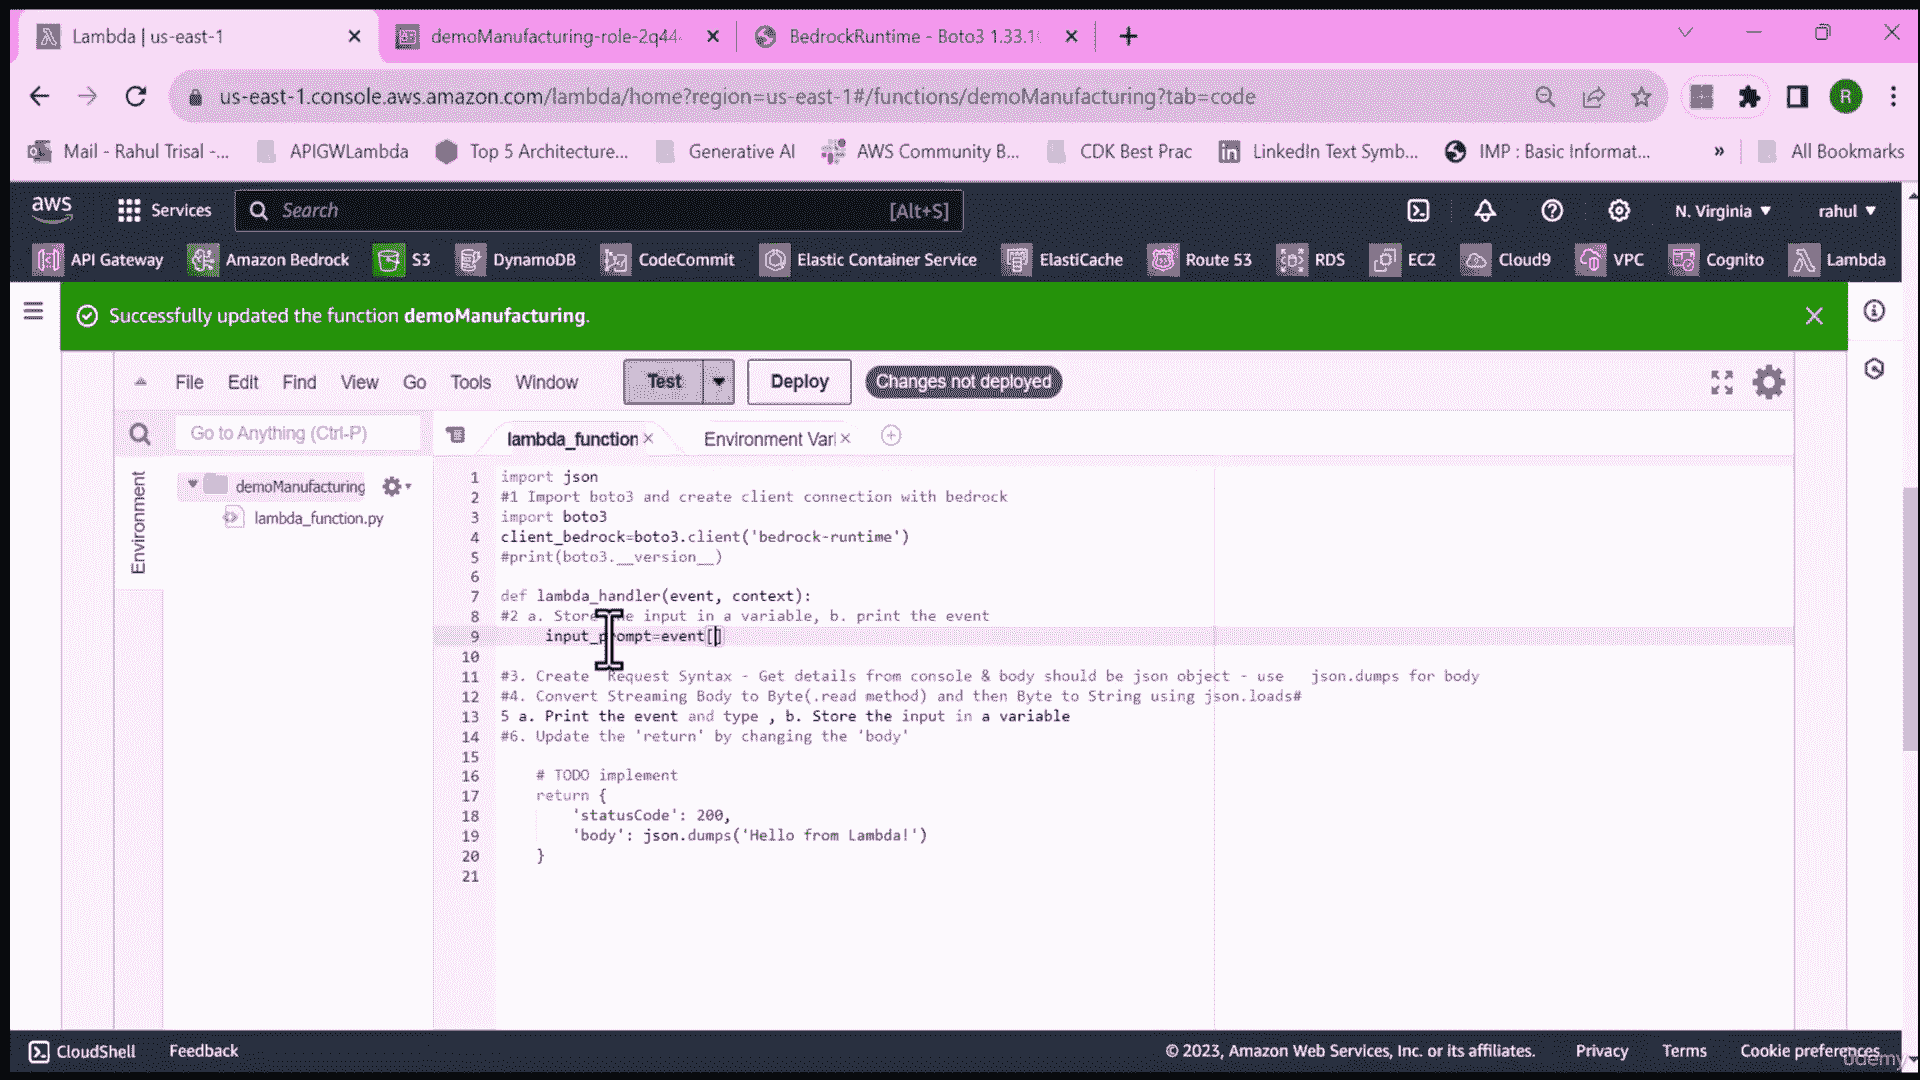 Lambda | us-east-1
demoManufacturing-role-2q44
BedrockRuntime - Boto3 1.33.1
us-east-1.console.aws.amazon.com/lambda/home?region=us-east-1#/functions/demoManufacturing?tab=code
R
Mail - Rahul Trisal -...
APIGWLambda
Top 5 Architecture...
Generative AI
AWS Community B...
CDK Best Prac
LinkedIn Text Symb...
IMP : Basic Informat...
»
All Bookmarks
aws
Services
Search
[Alt+S]
N. Virginia
rahul
API Gateway
Amazon Bedrock
S3
DynamoDB
CodeCommit
Elastic Container Service
ElastiCache
Route 53
RDS
EC2
Cloud9
VPC
Cognito
Lambda
Successfully updated the function demoManufacturing.
File Edit Find View Go Tools Window
Test
Deploy
Changes not deployed
Go to Anything (Ctrl-P)
lambda_function
Environment Vari
Environment
demoManufacturing
lambda_function.py
1 import json
2 #1 Import boto3 and create client connection with bedrock
3 import boto3
4 client_bedrock=boto3.client('bedrock-runtime')
5 #print(boto3.__version__)
6
7 def lambda_handler(event, context):
8 #2 a. Store the input in a variable, b. print the event
9 input_prompt=event[]
10
11 #3. Create Request Syntax - Get details from console & body should be json object - use json.dumps for body
12 #4. Convert Streaming Body to Byte(.read method) and then Byte to String using json.loads#
13 5 a. Print the event and type , b. Store the input in a variable
14 #6. Update the 'return' by changing the 'body'
15
16 # TODO implement
17 return {
18 'statusCode': 200,
19 'body': json.dumps('Hello from Lambda!')
20 }
21
CloudShell
Feedback
© 2023, Amazon Web Services, Inc. or its affiliates.
Privacy
Terms
Cookie preferences
udemy